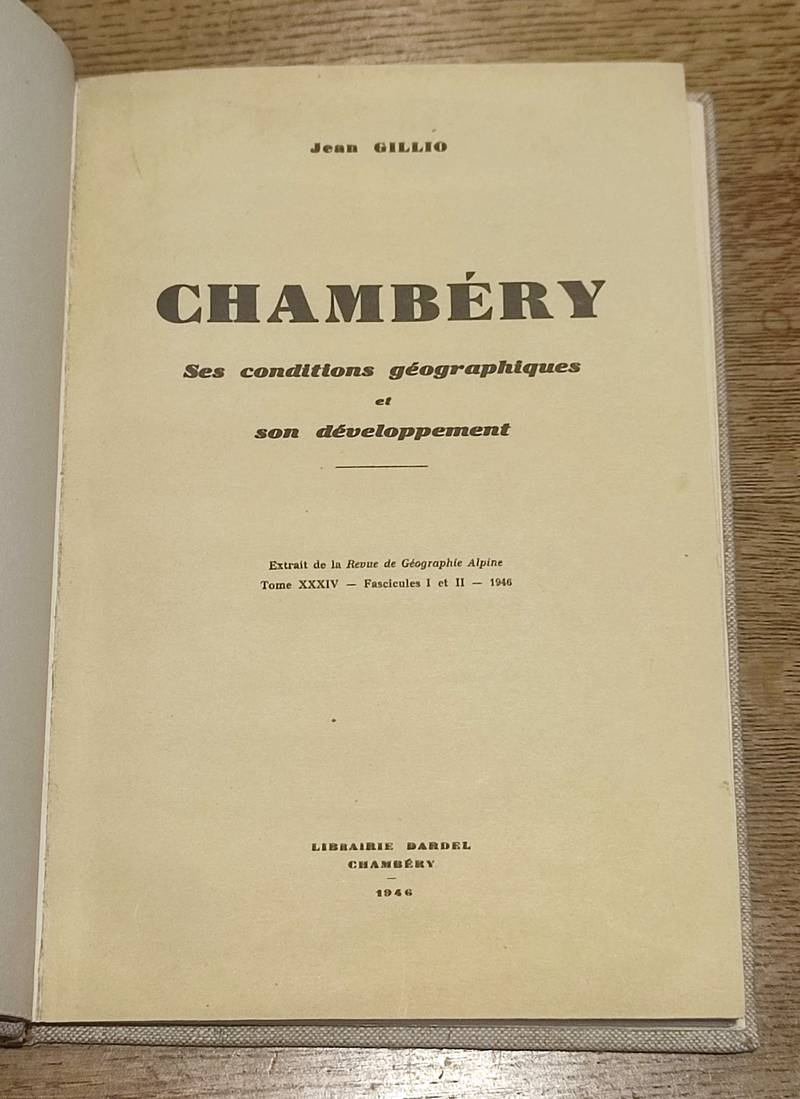 Jean GILLIO
CHAMBÉRY
Ses conditions géographiques
et
son développement
Extrait de la Revue de Géographie Alpine
Tome XXXIV — Fascicules I et II — 1946
LIBRAIRIE DARDEL
CHAMBÉRY
—
1946